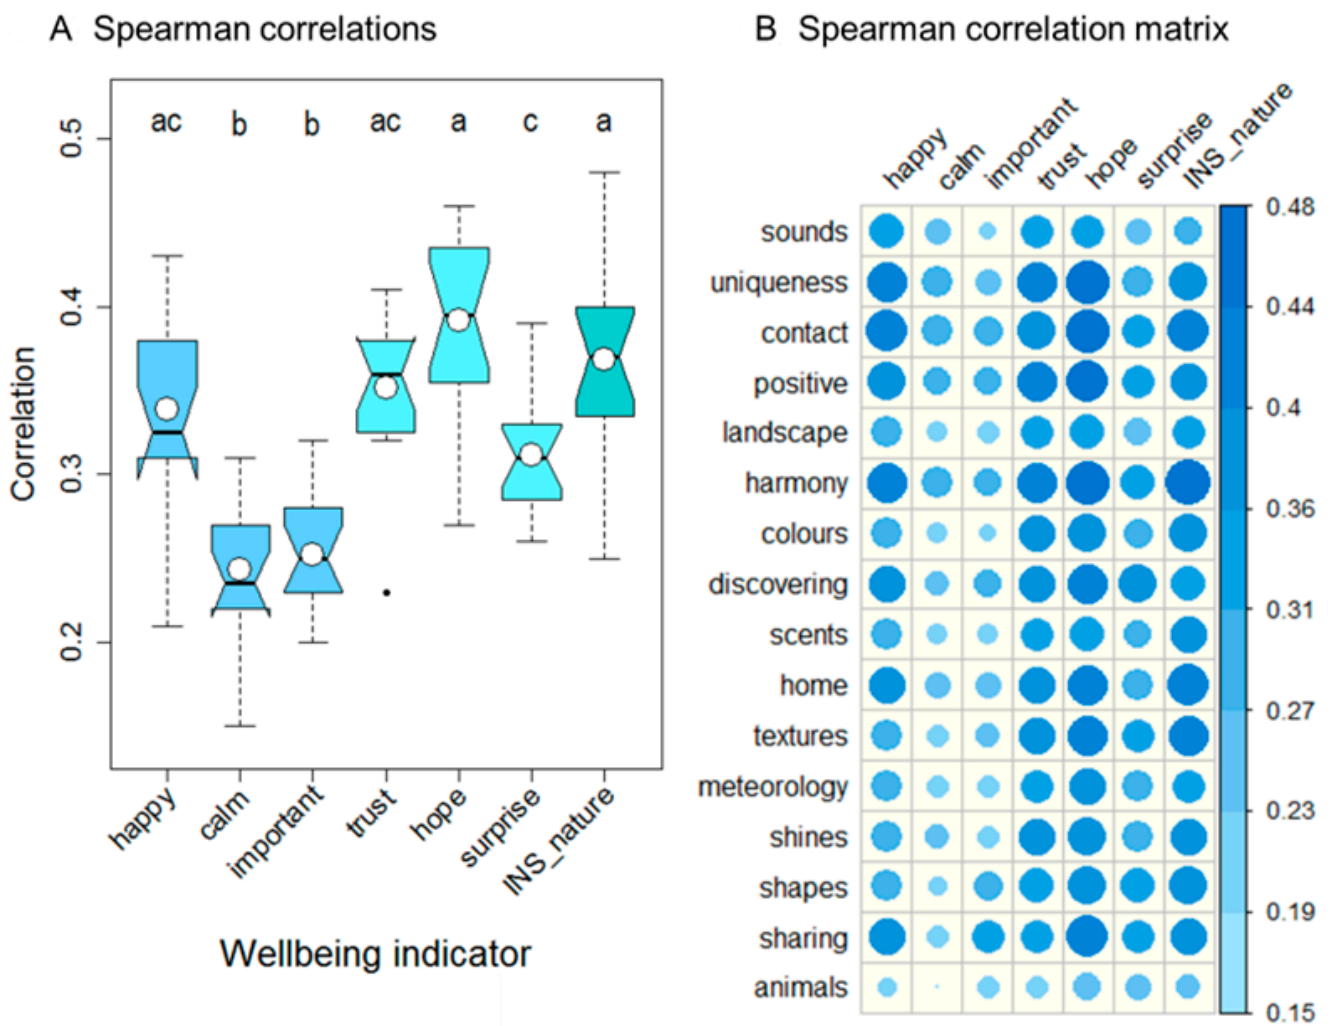 A Spearman correlations
0.5
0.4
0.3
0.2
Correlation
ac b b ac a c a
happy
calm
important
trust
hope
surprise
INS_nature
Wellbeing indicator
B Spearman correlation matrix
happy
calm
important
trust
hope
surprise
INS_nature
sounds
uniqueness
contact
positive
landscape
harmony
colours
discovering
scents
home
textures
meteorology
shines
shapes
sharing
animals
0.48
0.44
0.4
0.36
0.31
0.27
0.23
0.19
0.15